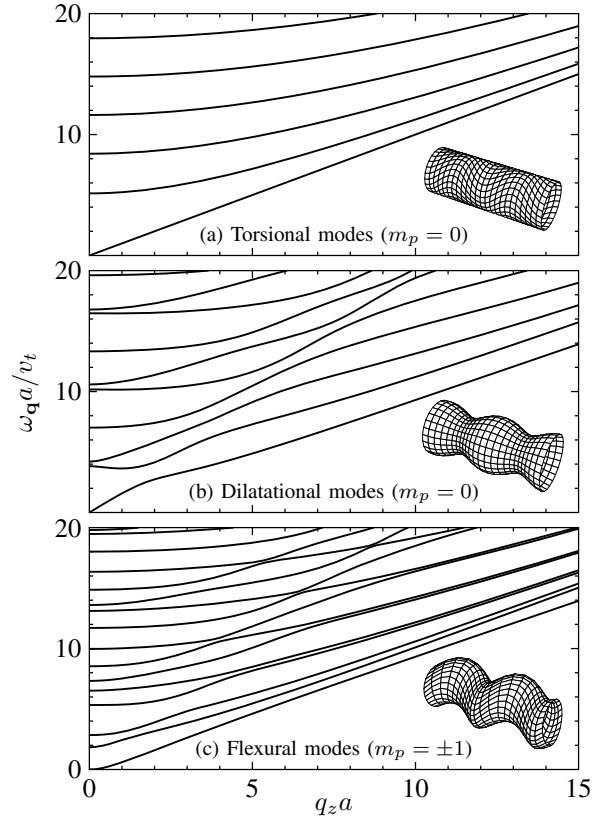 20
10
(a) Torsional modes (m_p = 0)
20
10
0
(b) Dilatational modes (m_p = 0)
ω_q a/v_t
20
10
0
(c) Flexural modes (m_p = ±1)
0 5 10 15
q_z a